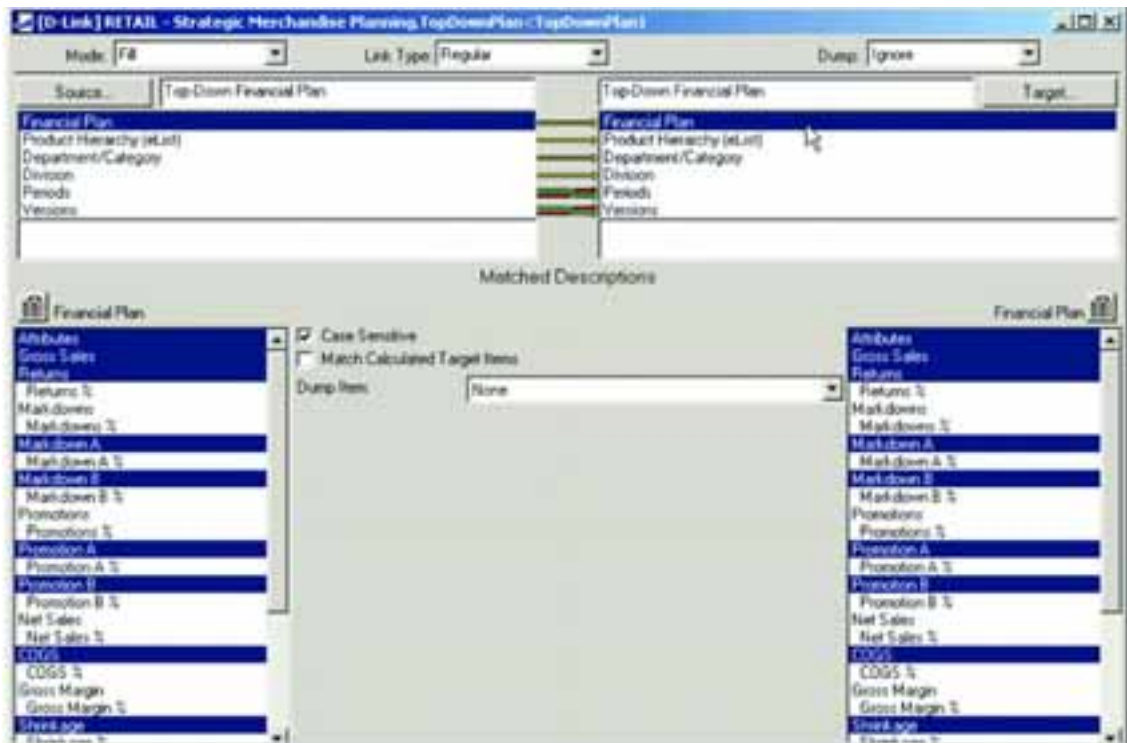 [D-Link] RETAIL - Strategic Merchandise Planning.TopDownPlan<TopDownPlan1
Mode: Fill Link Type: Regular Dump: Ignore
Source... Top-Down Financial Plan Top-Down Financial Plan Target...
Financial Plan Financial Plan
Product Hierarchy (eList) Product Hierarchy (eList)
Department/Category Department/Category
Division Division
Periods Periods
Versions Versions
Matched Descriptions
Financial Plan Financial Plan
Attributes Case Sensitive Attributes
Gross Sales Match Calculated Target Items Gross Sales
Returns Returns
Returns % Dump Item: None Returns %
Markdowns Markdowns
Markdowns % Markdowns %
Markdown A Markdown A
Markdown A % Markdown A %
Markdown B Markdown B
Markdown B % Markdown B %
Promotions Promotions
Promotions % Promotions %
Promotion A Promotion A
Promotion A % Promotion A %
Promotion B Promotion B
Promotion B % Promotion B %
Net Sales Net Sales
Net Sales % Net Sales %
COGS COGS
COGS % COGS %
Gross Margin Gross Margin
Gross Margin % Gross Margin %
Shrinkage Shrinkage
Shrinkage % Shrinkage %